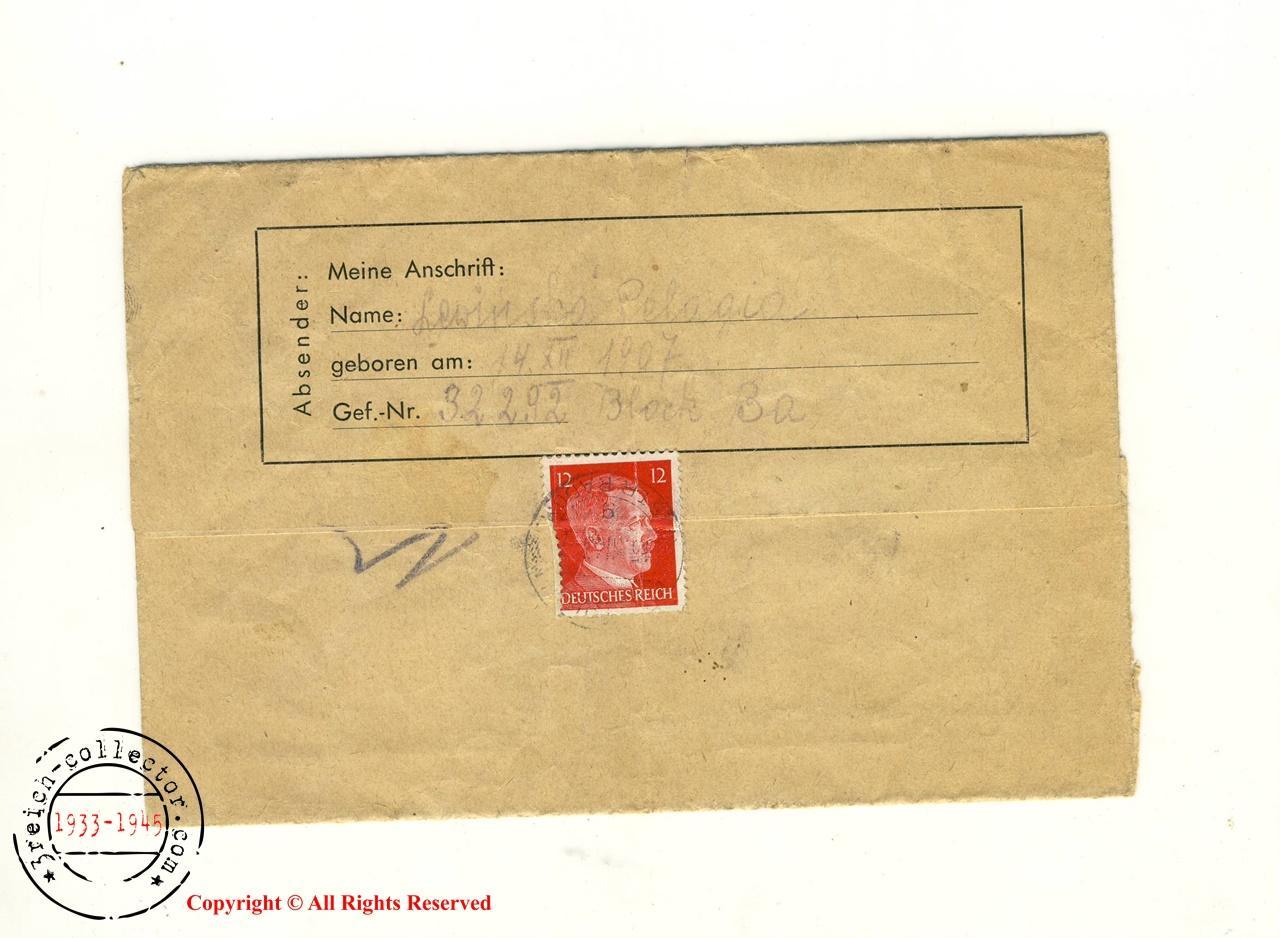 Absender:
Meine Anschrift:
Name: Lewinska Pelagia
geboren am: 14.XII 1907
Gef.-Nr. 32292 Block 3a
12 12
DEUTSCHES REICH
3reich-collector.com
1933-1945
Copyright © All Rights Reserved